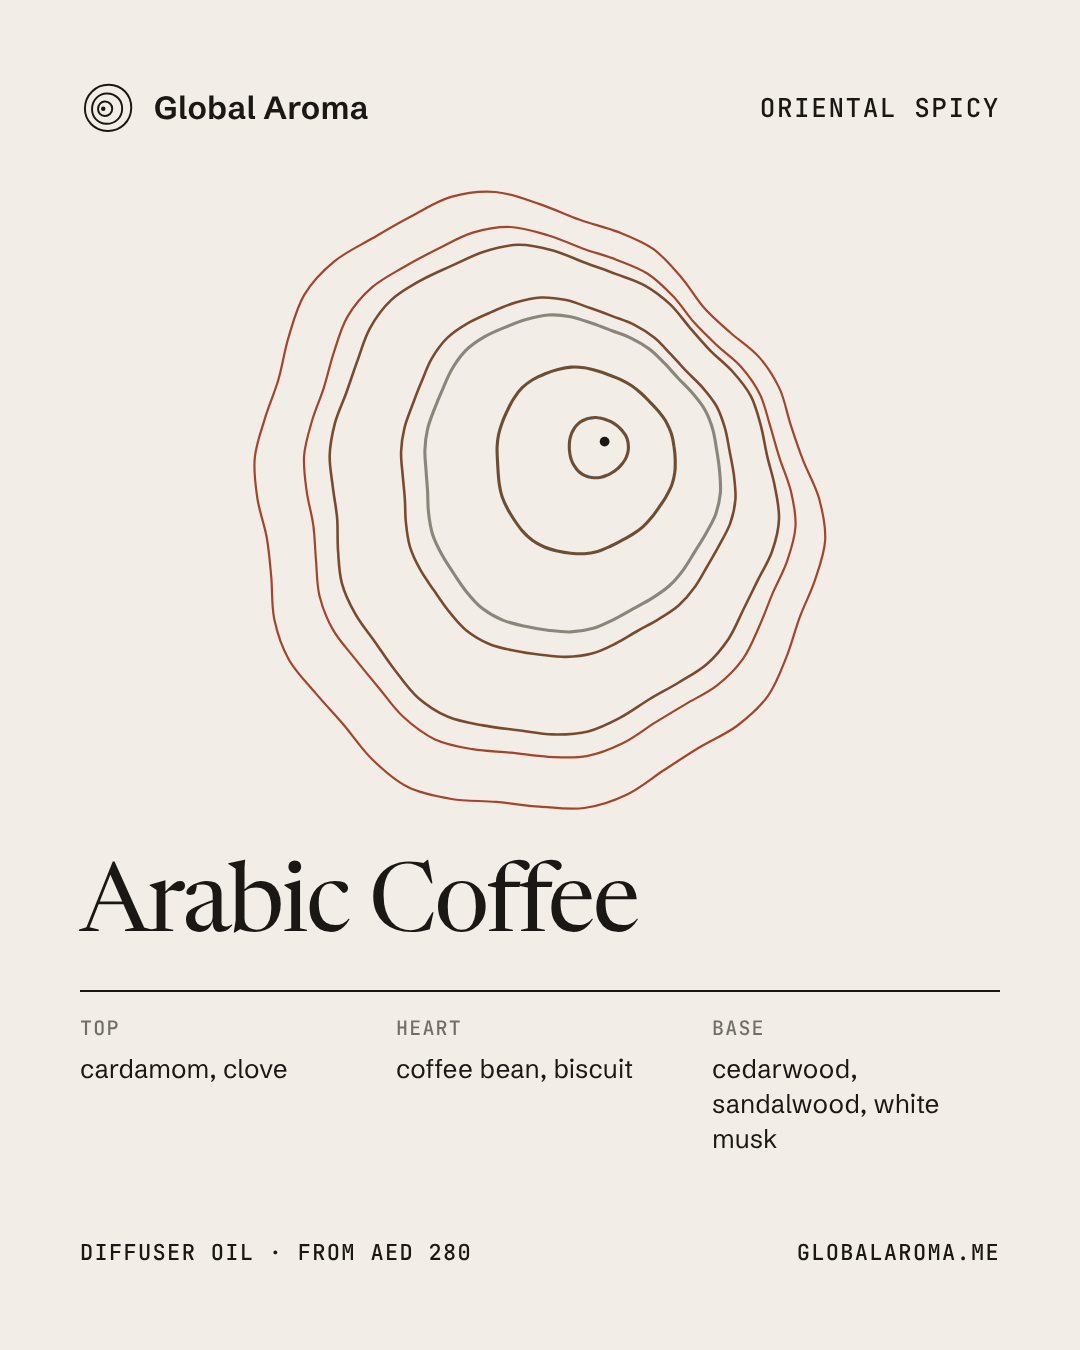 Global Aroma
ORIENTAL SPICY
Arabic Coffee
TOP
cardamom, clove
HEART
coffee bean, biscuit
BASE
cedarwood,
sandalwood, white
musk
DIFFUSER OIL · FROM AED 280
GLOBALAROMA.ME